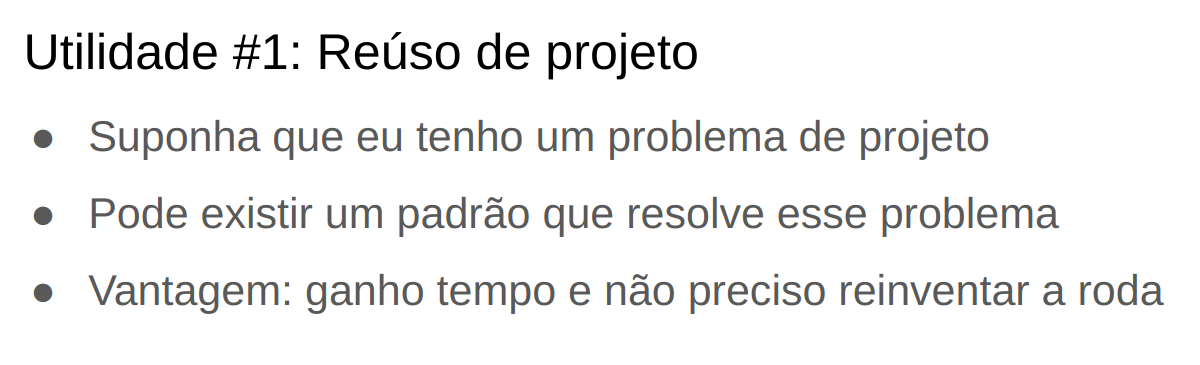 Utilidade #1: Reúso de projeto
● Suponha que eu tenho um problema de projeto
● Pode existir um padrão que resolve esse problema
● Vantagem: ganho tempo e não preciso reinventar a roda